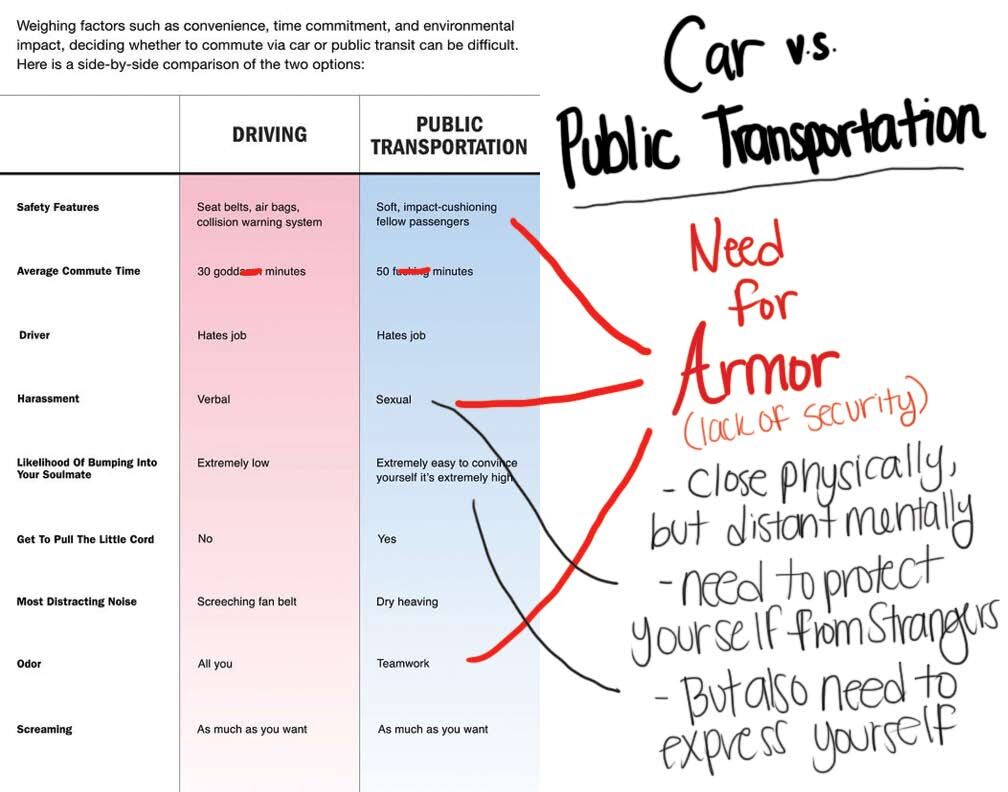 Weighing factors such as convenience, time commitment, and environmental
impact, deciding whether to commute via car or public transit can be difficult.
Here is a side-by-side comparison of the two options:
DRIVING
PUBLIC
TRANSPORTATION
Safety Features
Seat belts, air bags,
collision warning system
Soft, impact-cushioning
fellow passengers
Average Commute Time
30 godd minutes
50 f minutes
Driver
Hates job
Hates job
Harassment
Verbal
Sexual
Likelihood Of Bumping Into
Your Soulmate
Extremely low
Extremely easy to convince
yourself it's extremely high
Get To Pull The Little Cord
No
Yes
Most Distracting Noise
Screeching fan belt
Dry heaving
Odor
All you
Teamwork
Screaming
As much as you want
As much as you want
Car v.s.
Public Transportation
Need
for
Armor
(lack of security)
- close physically,
but distant mentally
- need to protect
yourself from Strangers
- But also need to
express yourself